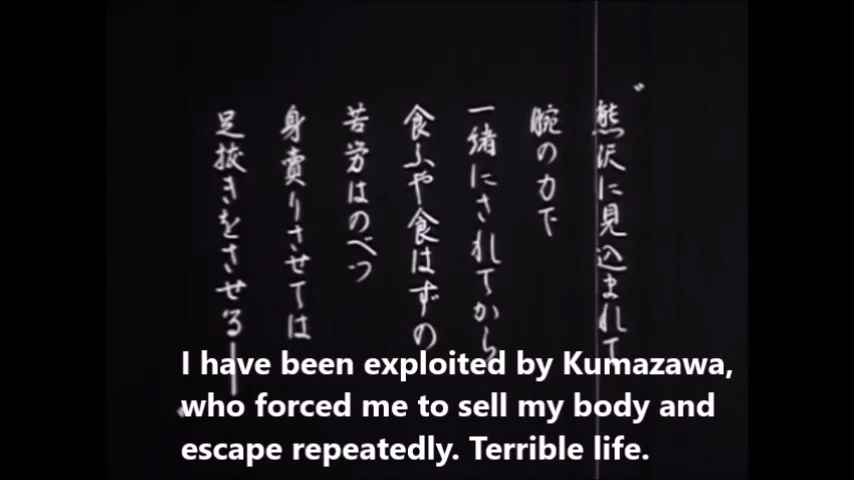 〝熊沢に見込まれて
腕の力で
一緒にされてから
食ふや食はずの
苦労はのべつ
身賣りさせては
足抜きをさせる━
I have been exploited by Kumazawa,
who forced me to sell my body and
escape repeatedly. Terrible life.